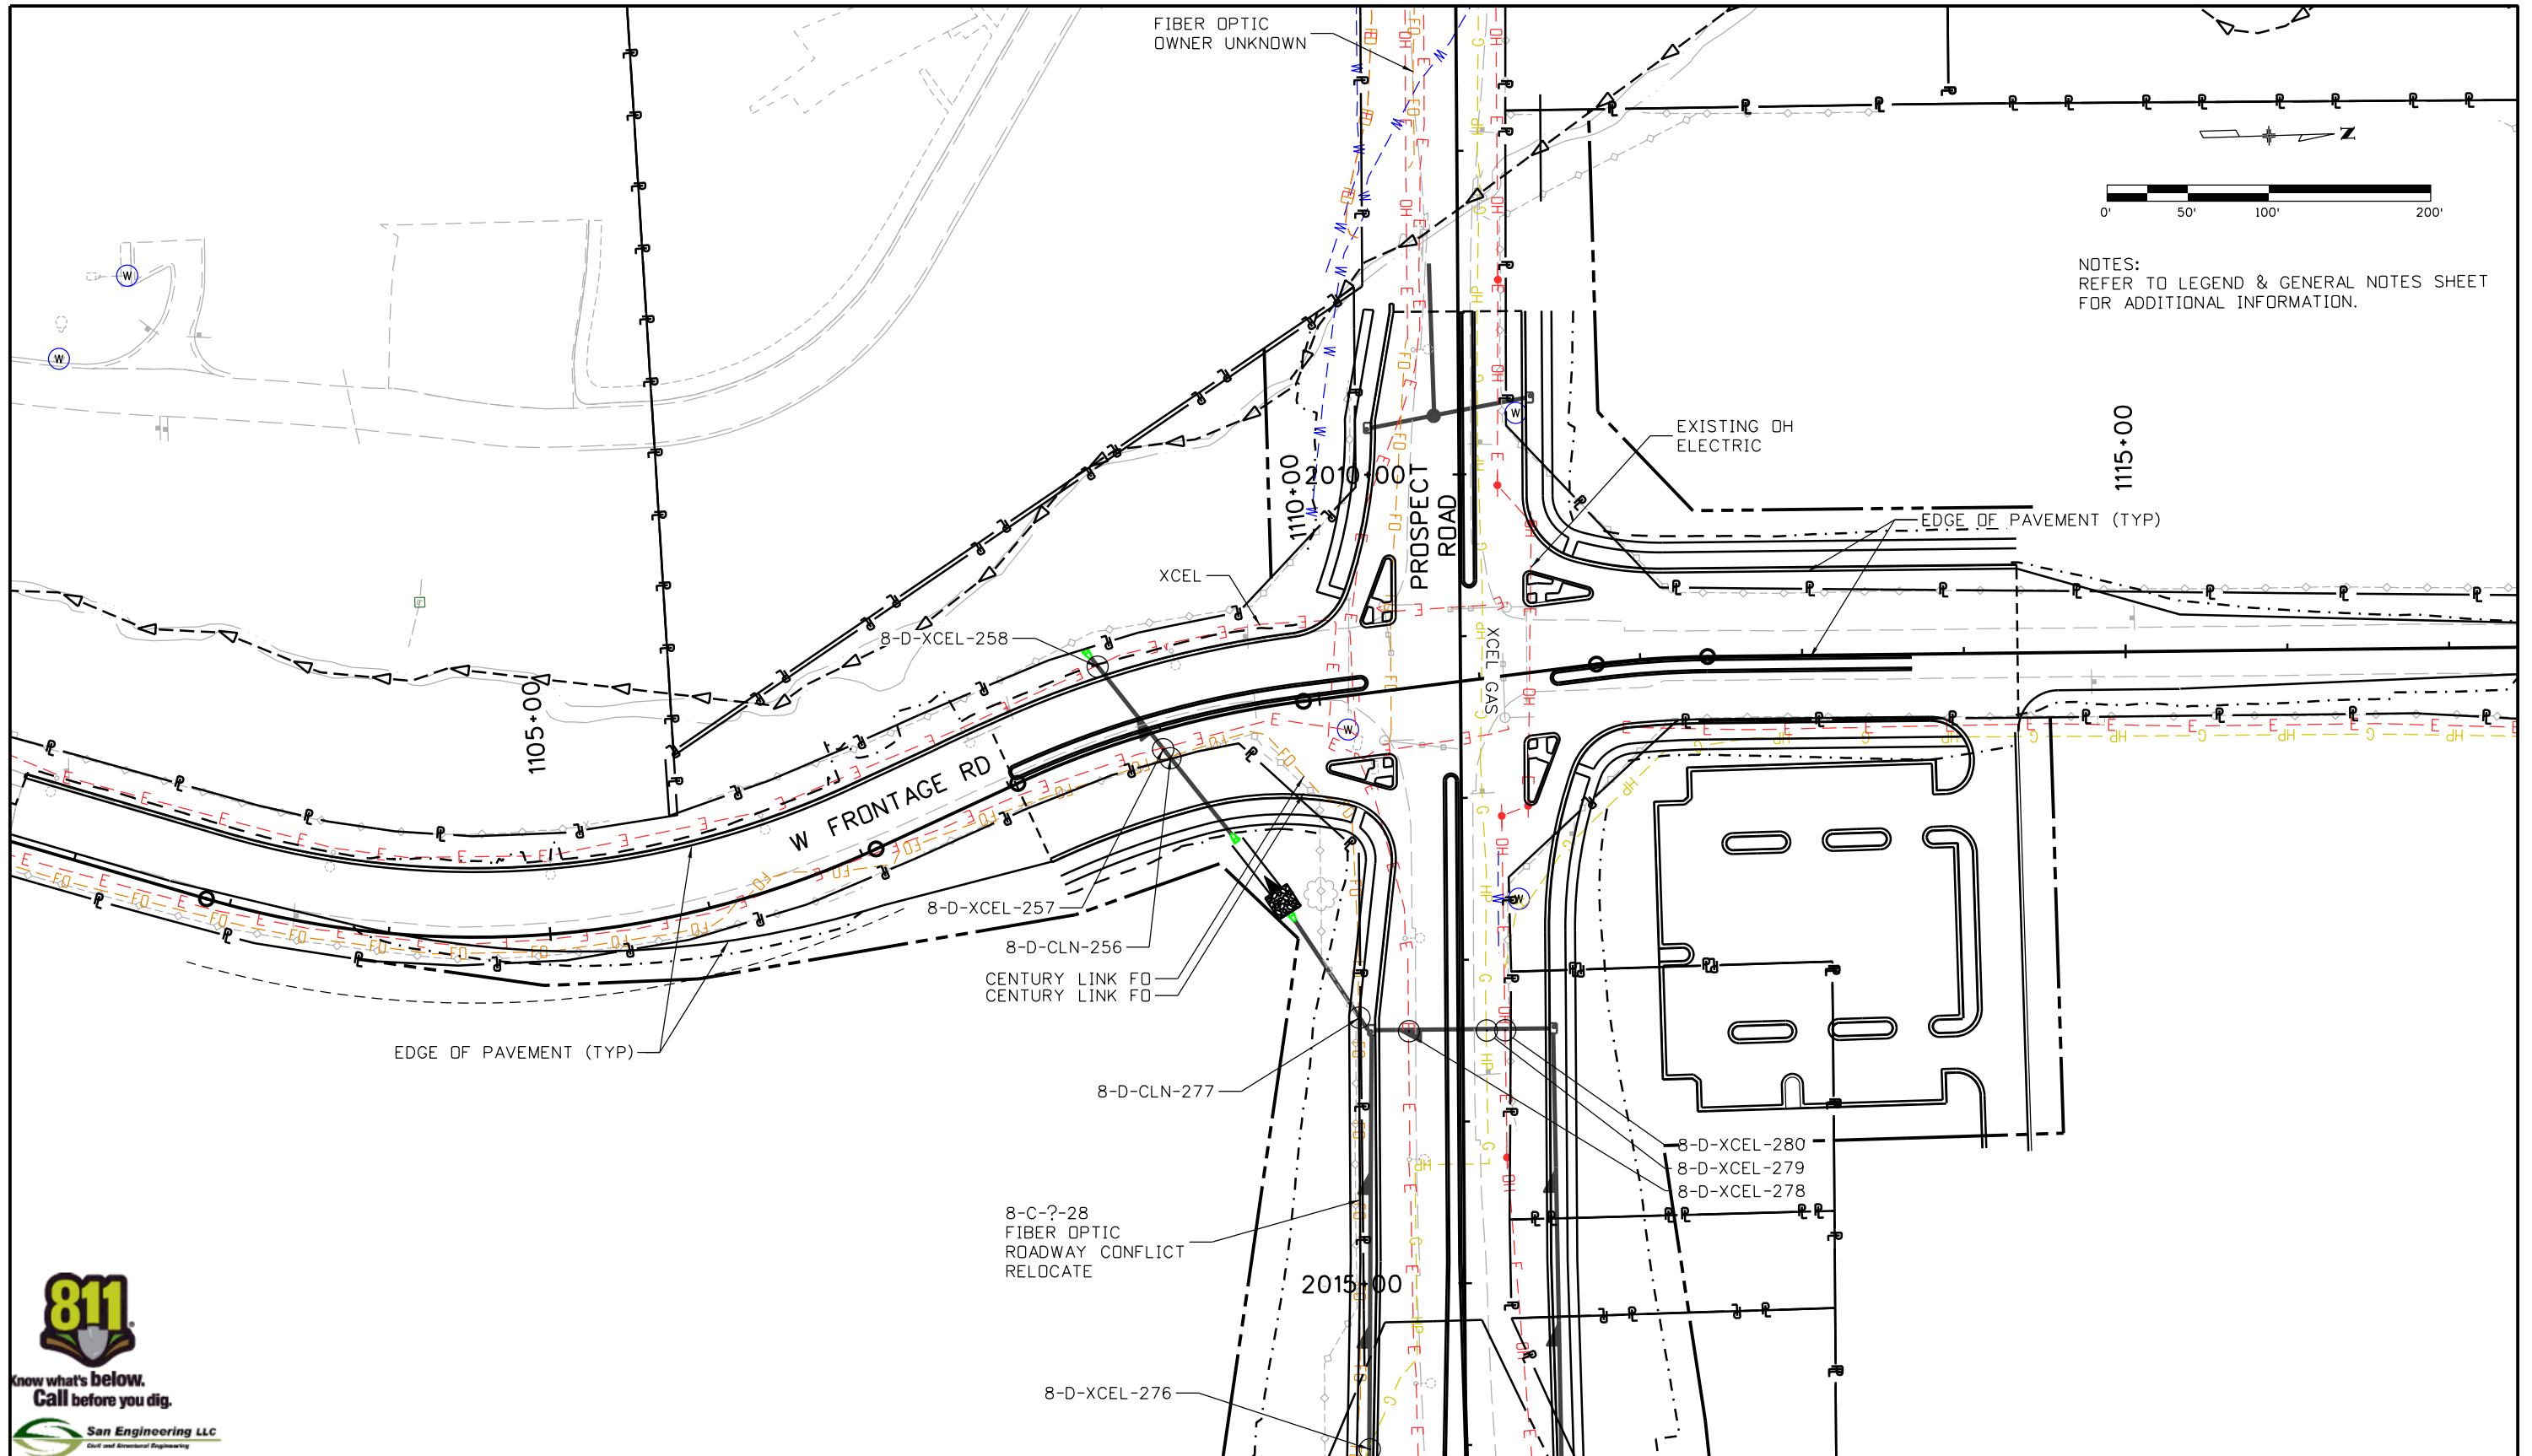 FIBER OPTIC
OWNER UNKNOWN
N
0' 50' 100' 200'
NOTES:
REFER TO LEGEND & GENERAL NOTES SHEET
FOR ADDITIONAL INFORMATION.
EXISTING OH
ELECTRIC
1115+00
1110+00
2010+00
PROSPECT
ROAD
EDGE OF PAVEMENT (TYP)
XCEL
8-D-XCEL-258
XCEL GAS
1105+00
W FRONTAGE RD
8-D-XCEL-257
8-D-CLN-256
CENTURY LINK FO
CENTURY LINK FO
EDGE OF PAVEMENT (TYP)
8-D-CLN-277
8-D-XCEL-280
8-D-XCEL-279
8-D-XCEL-278
8-C-?-28
FIBER OPTIC
ROADWAY CONFLICT
RELOCATE
2015+00
8-D-XCEL-276
811
Know what's below.
Call before you dig.
San Engineering LLC
Civil and Structural Engineering